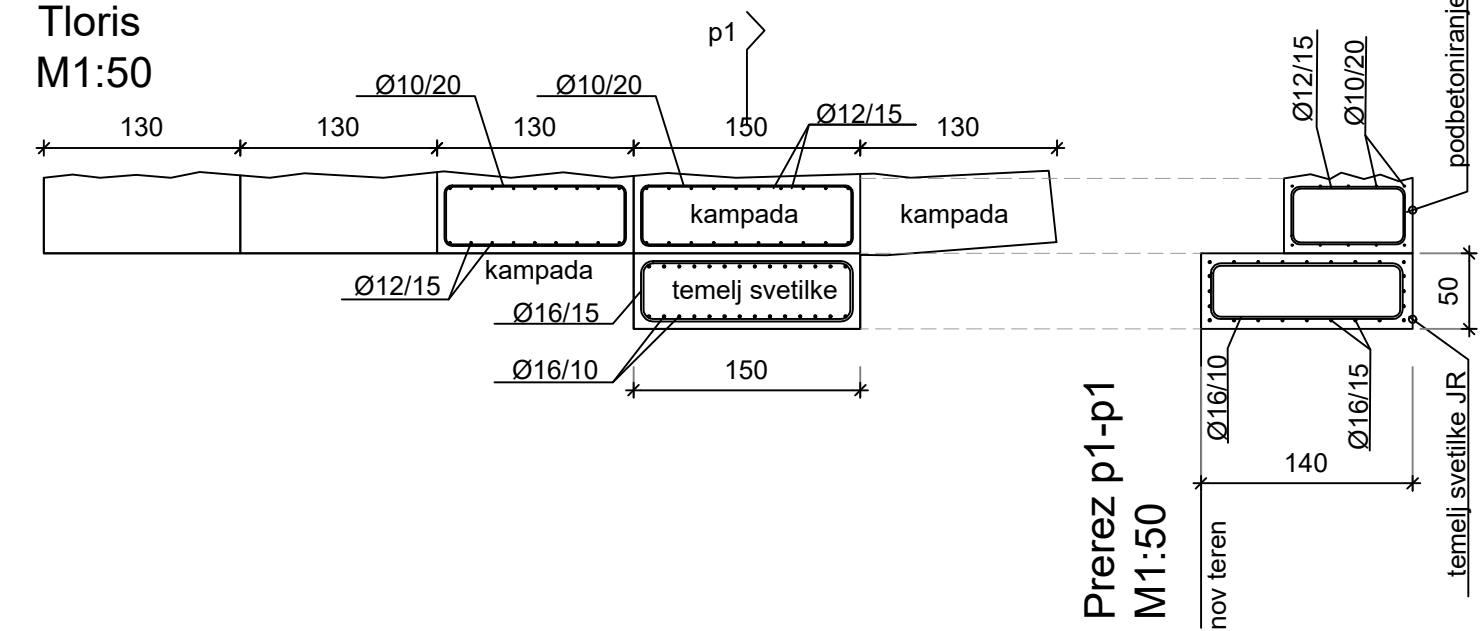 Tloris
M1:50
p1
Ø10/20
Ø10/20
Ø12/15
130
130
130
150
130
kampada
kampada
kampada
Ø12/15
temelj svetilke
Ø16/15
Ø16/10
150
Prerez p1-p1
M1:50
Ø12/15
Ø10/20
podbetoniranje
50
Ø16/10
Ø16/15
140
temelj svetilke JR
nov teren